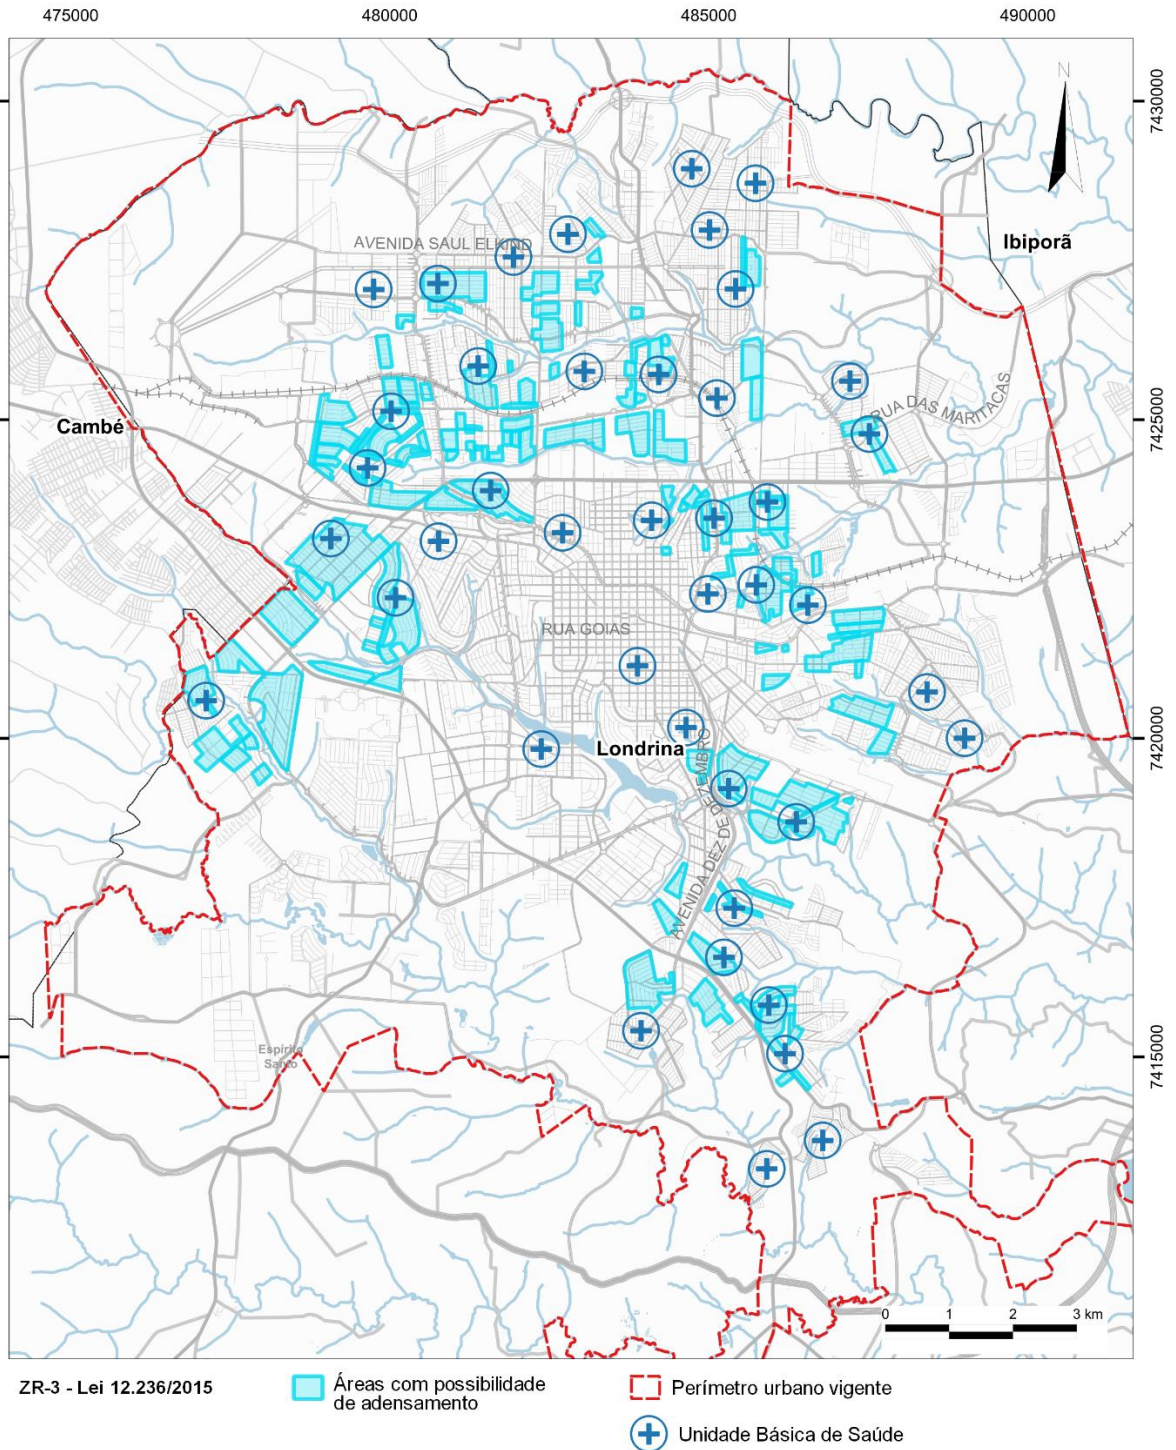 475000 480000 485000 490000
N
7430000
Ibiporã
AVENIDA SAUL ELKIND
RUA DAS MARITACAS
Cambé
7425000
RUA GOIAS
Londrina
7420000
AVENIDA DEZ DE DEZEMBRO
Espírito
Santo
7415000
0 1 2 3 km
ZR-3 - Lei 12.236/2015
Áreas com possibilidade
de adensamento
Perímetro urbano vigente
Unidade Básica de Saúde